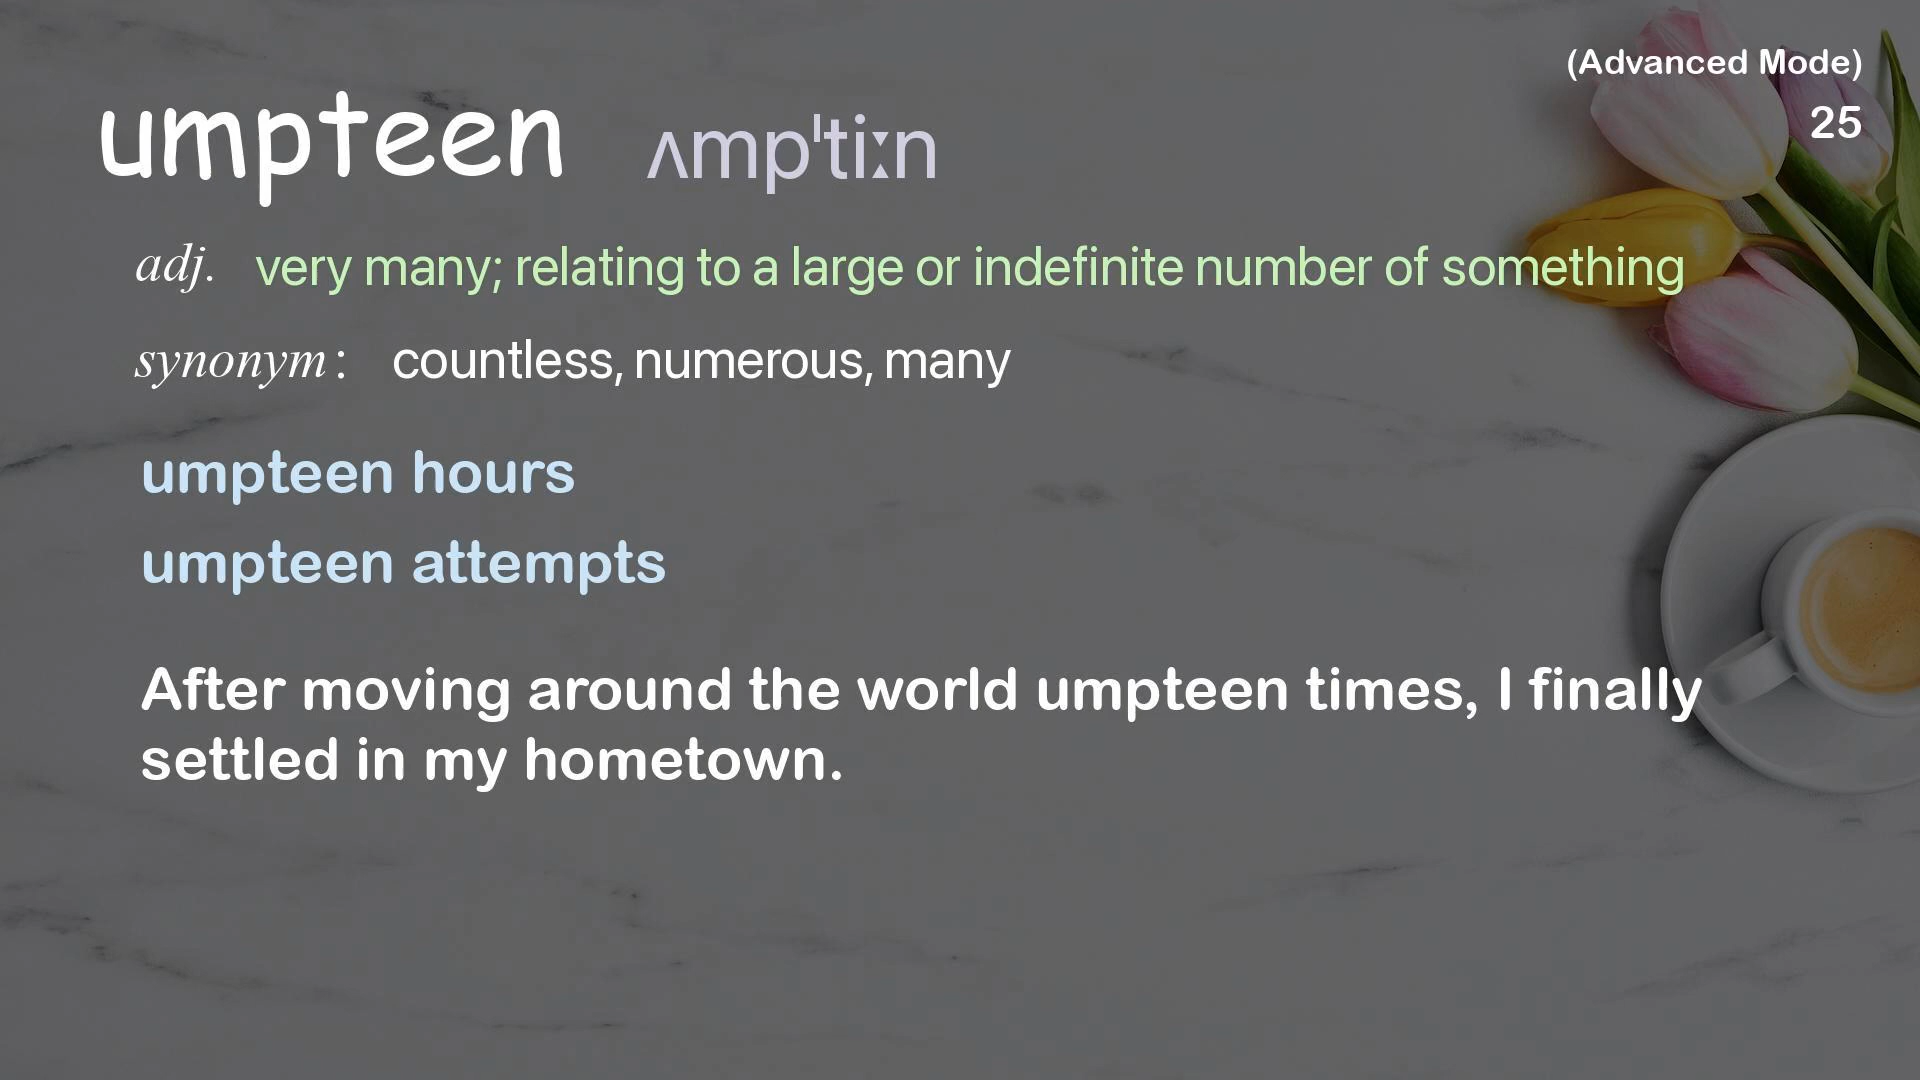 (Advanced Mode)
25
umpteen ʌmpˈtiːn
adj. very many; relating to a large or indefinite number of something
synonym: countless, numerous, many
umpteen hours
umpteen attempts
After moving around the world umpteen times, I finally
settled in my hometown.